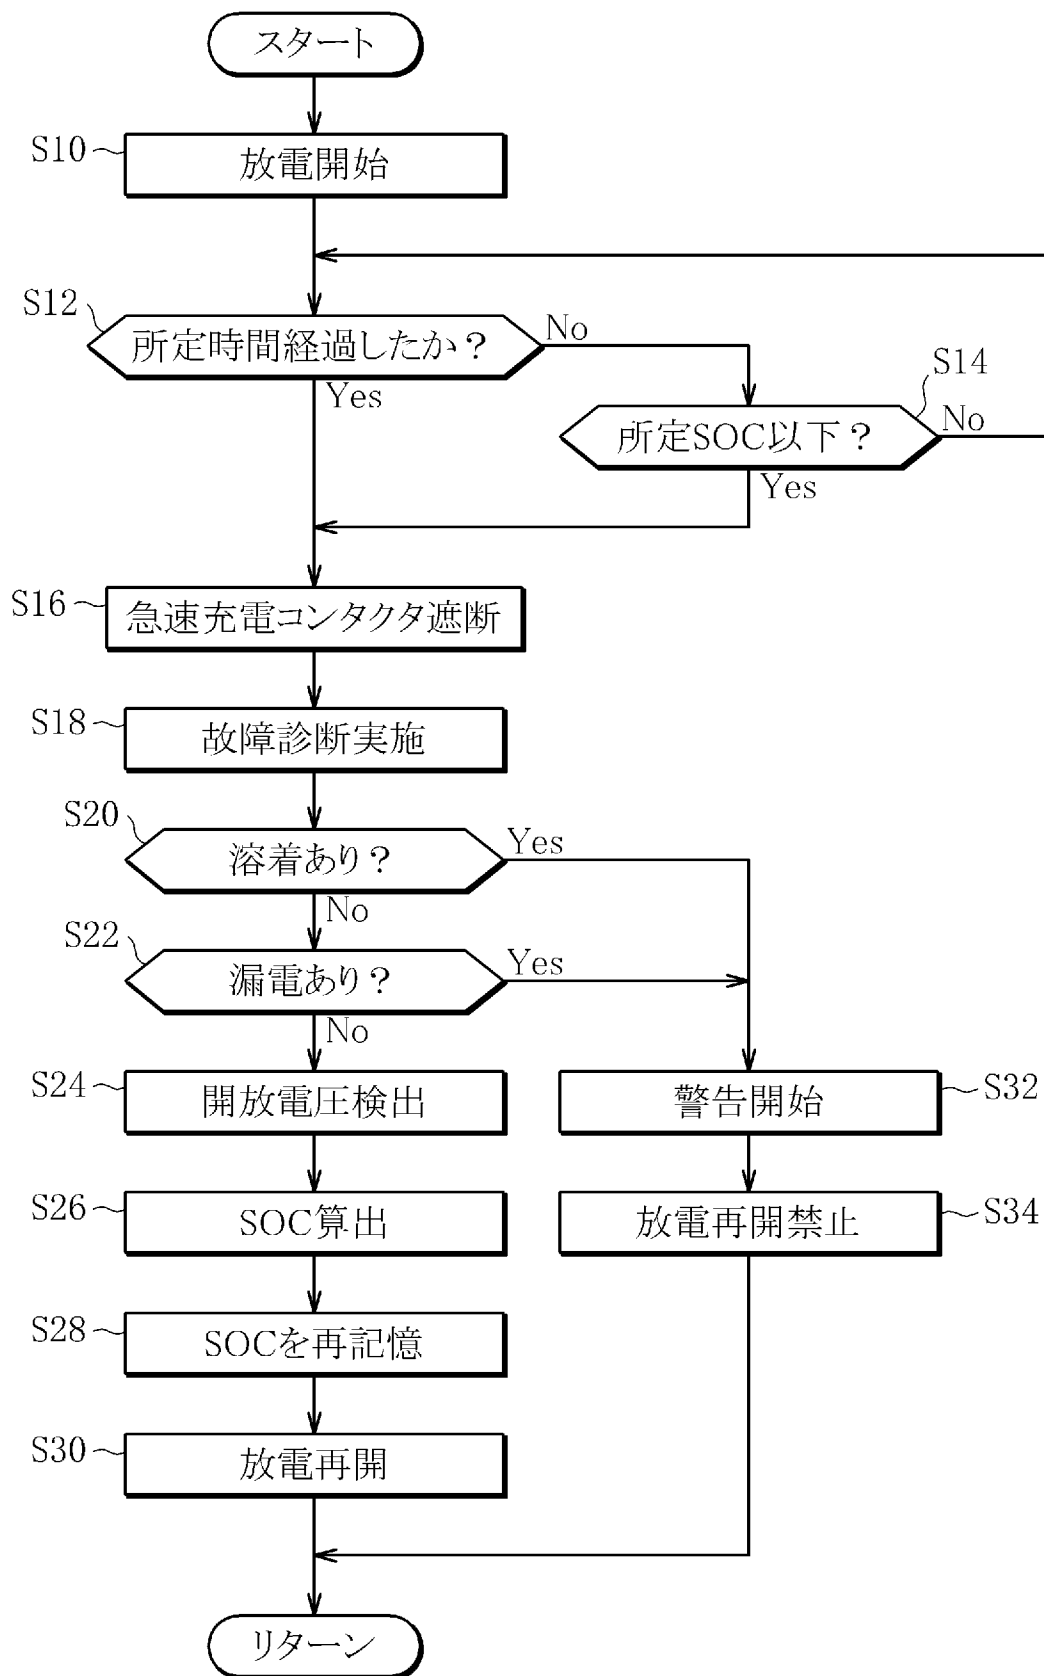 スタート
S10
放電開始
S12
所定時間経過したか？
No
Yes
S14
所定SOC以下？
No
Yes
S16
急速充電コンタクタ遮断
S18
故障診断実施
S20
溶着あり？
Yes
No
S22
漏電あり？
Yes
No
S24
開放電圧検出
S32
警告開始
S26
SOC算出
S34
放電再開禁止
S28
SOCを再記憶
S30
放電再開
リターン